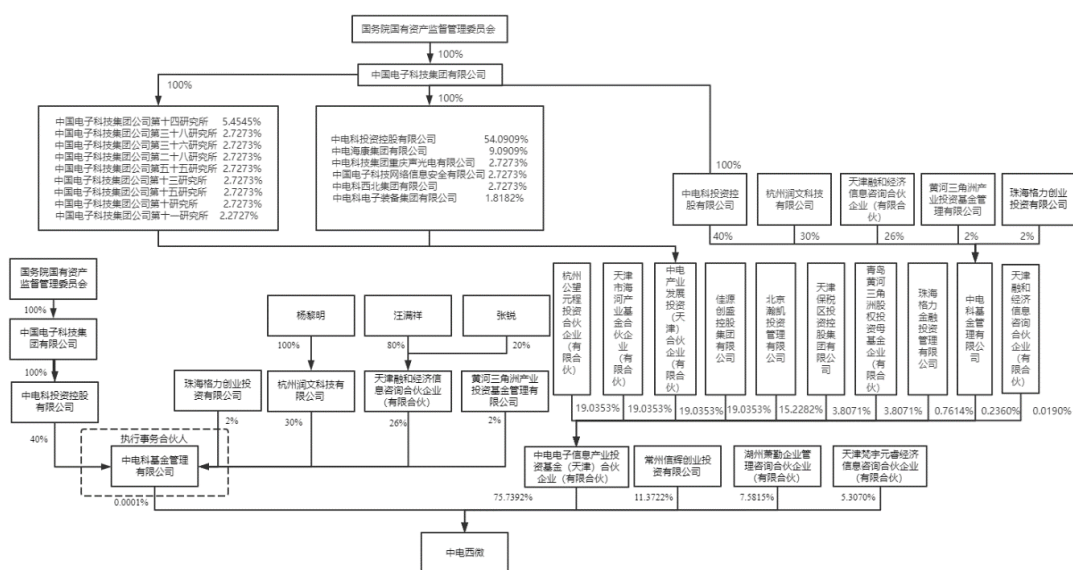 国务院国有资产监督管理委员会
100%
中国电子科技集团有限公司
100%
100%
100%
中国电子科技集团公司第十四研究所 5.4545%
中国电子科技集团公司第三十八研究所 2.7273%
中国电子科技集团公司第三十六研究所 2.7273%
中国电子科技集团公司第二十八研究所 2.7273%
中国电子科技集团公司第五十五研究所 2.7273%
中国电子科技集团公司第十三研究所 2.7273%
中国电子科技集团公司第十五研究所 2.7273%
中国电子科技集团公司第十研究所 2.7273%
中国电子科技集团公司第十一研究所 2.2727%
中电科投资控股有限公司 54.0909%
中电海康集团有限公司 9.0909%
中电科技集团重庆声光电有限公司 2.7273%
中国电子科技网络信息安全有限公司 2.7273%
中电科西北集团有限公司 2.7273%
中电科电子装备集团有限公司 1.8182%
中电科投资控
股有限公司
杭州润文科技
有限公司
天津融和经济
信息咨询合伙
企业（有限合
伙）
黄河三角洲产
业投资基金管
理有限公司
珠海格力创业
投资有限公司
40%
30%
26%
2%
2%
杭州公望元程投资合伙企业（有限合伙）
天津市海河产业基金合伙企业（有限合伙）
中电产业发展投资（天津）合伙企业（有限合伙）
佳源创盛控股集团有限公司
北京瀚凯投资管理有限公司
天津保税区投资控股集团有限公司
青岛黄河三角洲股权投资母基金企业（有限合伙）
珠海格力金融投资管理有限公司
中电科基金管理有限公司
天津融和经济信息咨询合伙企业（有限合伙）
19.0353%
19.0353%
19.0353%
19.0353%
15.2282%
3.8071%
3.8071%
0.7614%
0.2360%
0.0190%
国务院国有资产
监督管理委员会
100%
中国电子科技集
团有限公司
100%
中电科投资控股
有限公司
40%
杨黎明
汪满祥
张锐
100%
80%
20%
珠海格力创业投
资有限公司
杭州润文科技有
限公司
天津融和经济信
息咨询合伙企业
（有限合伙）
黄河三角洲产业
投资基金管理有
限公司
2%
30%
26%
2%
执行事务合伙人
中电科基金管理
有限公司
0.0001%
中电电子信息产业投
资基金（天津）合伙
企业（有限合伙）
常州信辉创业投
资有限公司
湖州萧勤企业管
理咨询合伙企业
（有限合伙）
天津梵宇元睿经济
信息咨询合伙企业
（有限合伙）
75.7392%
11.3722%
7.5815%
5.3070%
中电西微